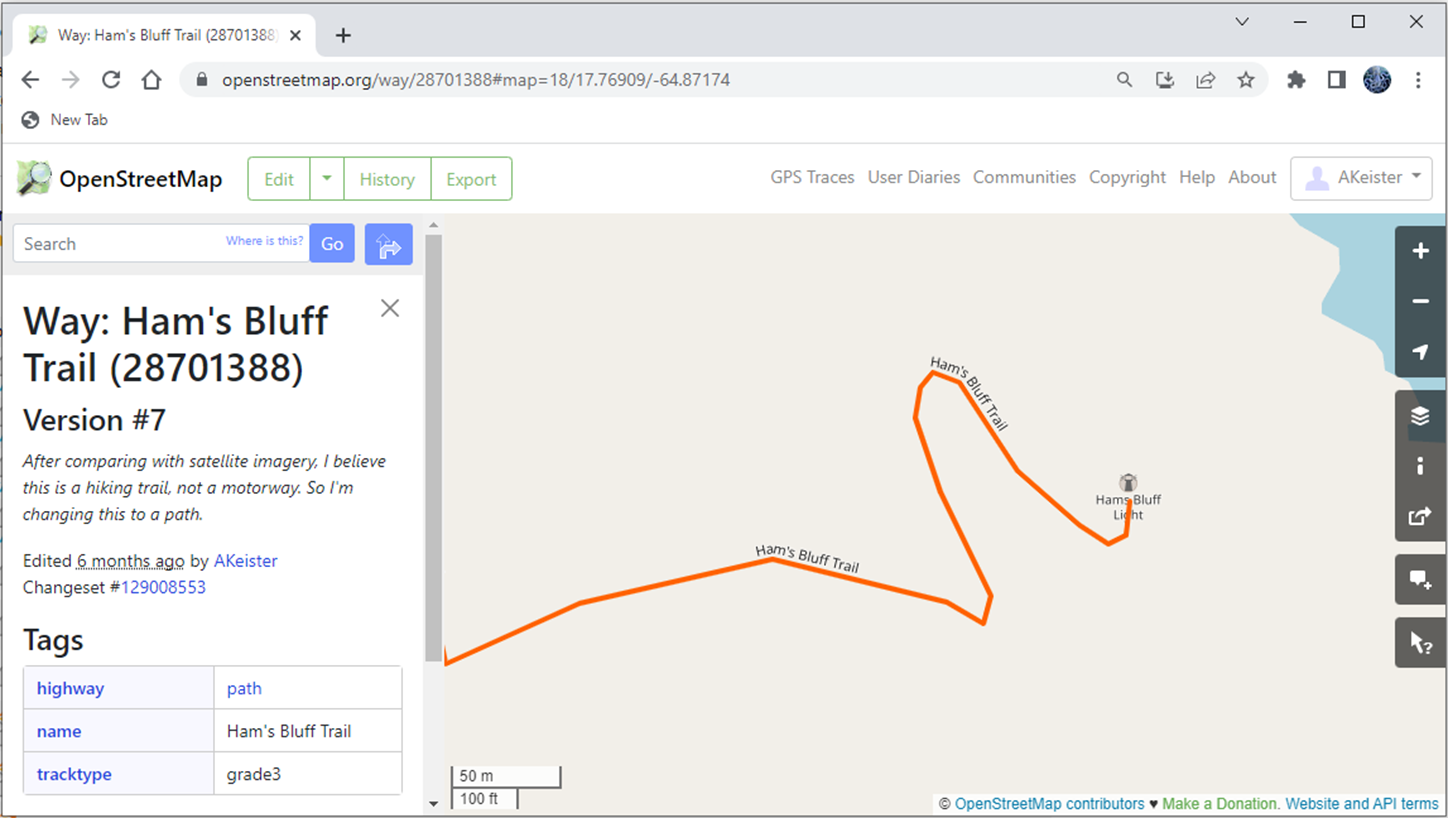 Way: Ham's Bluff Trail (28701388)
openstreetmap.org/way/28701388#map=18/17.76909/-64.87174
New Tab
OpenStreetMap Edit History Export GPS Traces User Diaries Communities Copyright Help About AKeister
Search Where is this? Go
Way: Ham's Bluff
Trail (28701388)
Version #7
After comparing with satellite imagery, I believe
this is a hiking trail, not a motorway. So I'm
changing this to a path.
Edited 6 months ago by AKeister
Changeset #129008553
Tags
highway path
name Ham's Bluff Trail
tracktype grade3
Ham's Bluff Trail
Hams Bluff
Light
Ham's Bluff Trail
50 m
100 ft
© OpenStreetMap contributors ♥ Make a Donation. Website and API terms